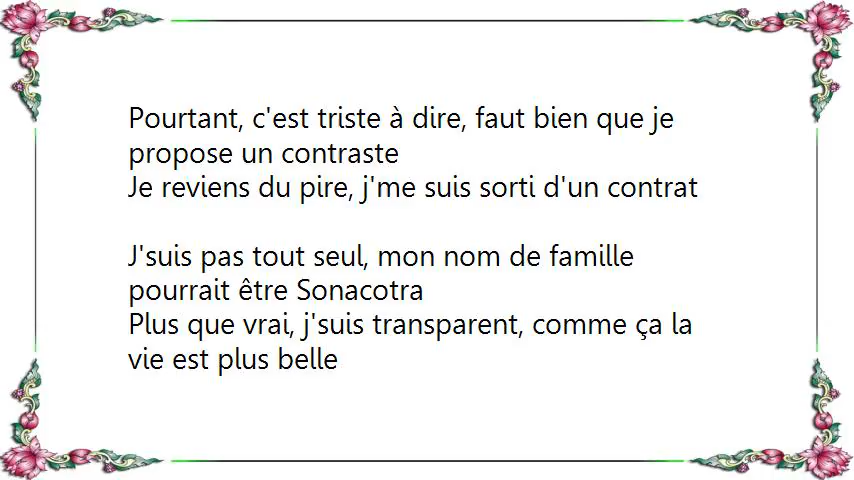 Pourtant, c'est triste à dire, faut bien que je
propose un contraste
Je reviens du pire, j'me suis sorti d'un contrat
J'suis pas tout seul, mon nom de famille
pourrait être Sonacotra
Plus que vrai, j'suis transparent, comme ça la
vie est plus belle